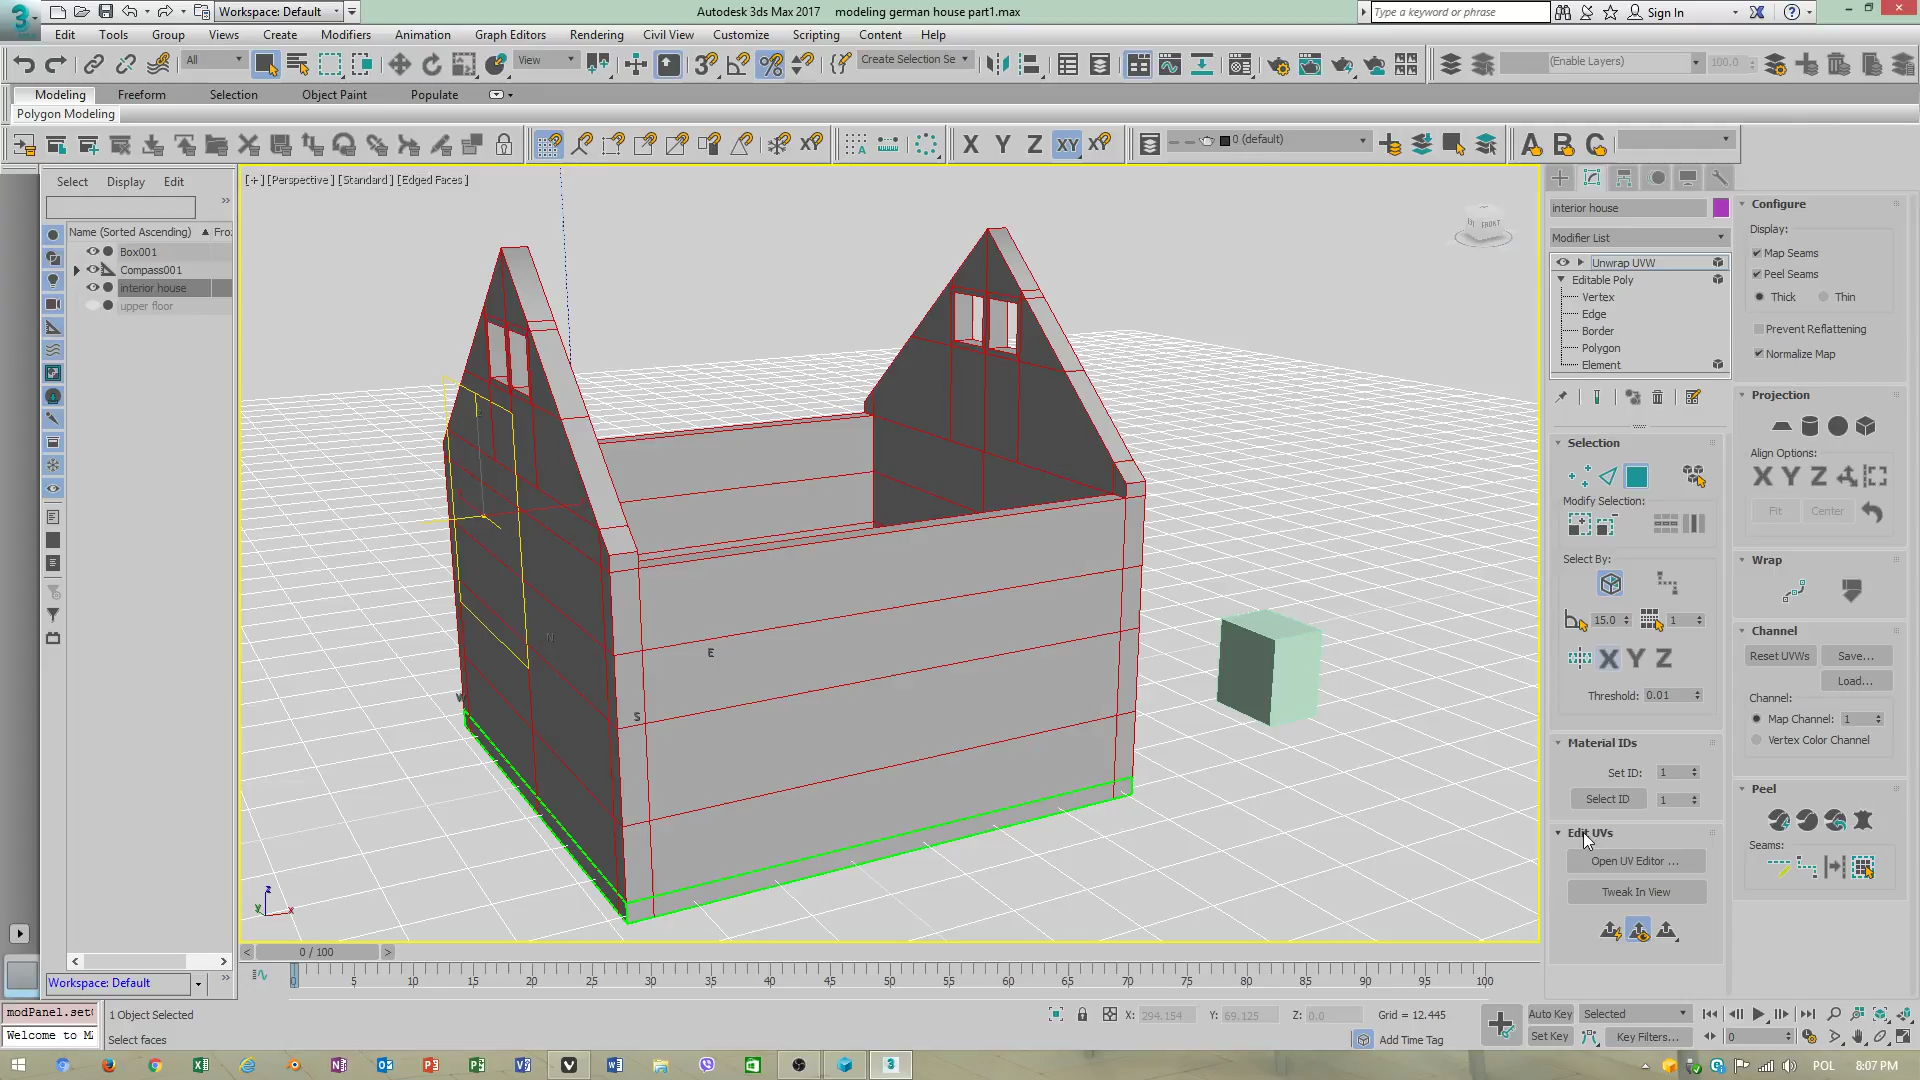 Workspace: Default
Autodesk 3ds Max 2017    modeling german house part1.max
Type a keyword or phrase
Sign In
Edit Tools Group Views Create Modifiers Animation Graph Editors Rendering Civil View Customize Scripting Content Help
All
View
Create Selection Se
(Enable Layers)
100.0
Modeling Freeform Selection Object Paint Populate
Polygon Modeling
X Y Z XY XY
0 (default)
A B C
Select Display Edit
Name (Sorted Ascending) Fro
Box001
Compass001
interior house
upper floor
[+] [Perspective] [Standard] [Edged Faces]
FRONT
N
E
S
W
z
y
x
interior house
Modifier List
Unwrap UVW
Editable Poly
Vertex
Edge
Border
Polygon
Element
Selection
Modify Selection:
Select By:
15.0
1
X Y Z
Threshold: 0.01
Material IDs
Set ID: 1
Select ID 1
Edit UVs
Open UV Editor ...
Tweak In View
Configure
Display:
Map Seams
Peel Seams
Thick Thin
Prevent Reflattening
Normalize Map
Projection
Align Options:
X Y Z
Fit Center
Wrap
Channel
Reset UVWs Save...
Load...
Channel:
Map Channel: 1
Vertex Color Channel
Peel
Seams:
< 0 / 100 >
0 5 10 15 20 25 30 35 40 45 50 55 60 65 70 75 80 85 90 95 100
Workspace: Default
modPanel.set
Welcome to M
1 Object Selected
Select faces
X: 294.154 Y: 69.125 Z: 0.0 Grid = 12.445
Add Time Tag
Auto Key Selected
Set Key Key Filters...
0
POL 8:07 PM